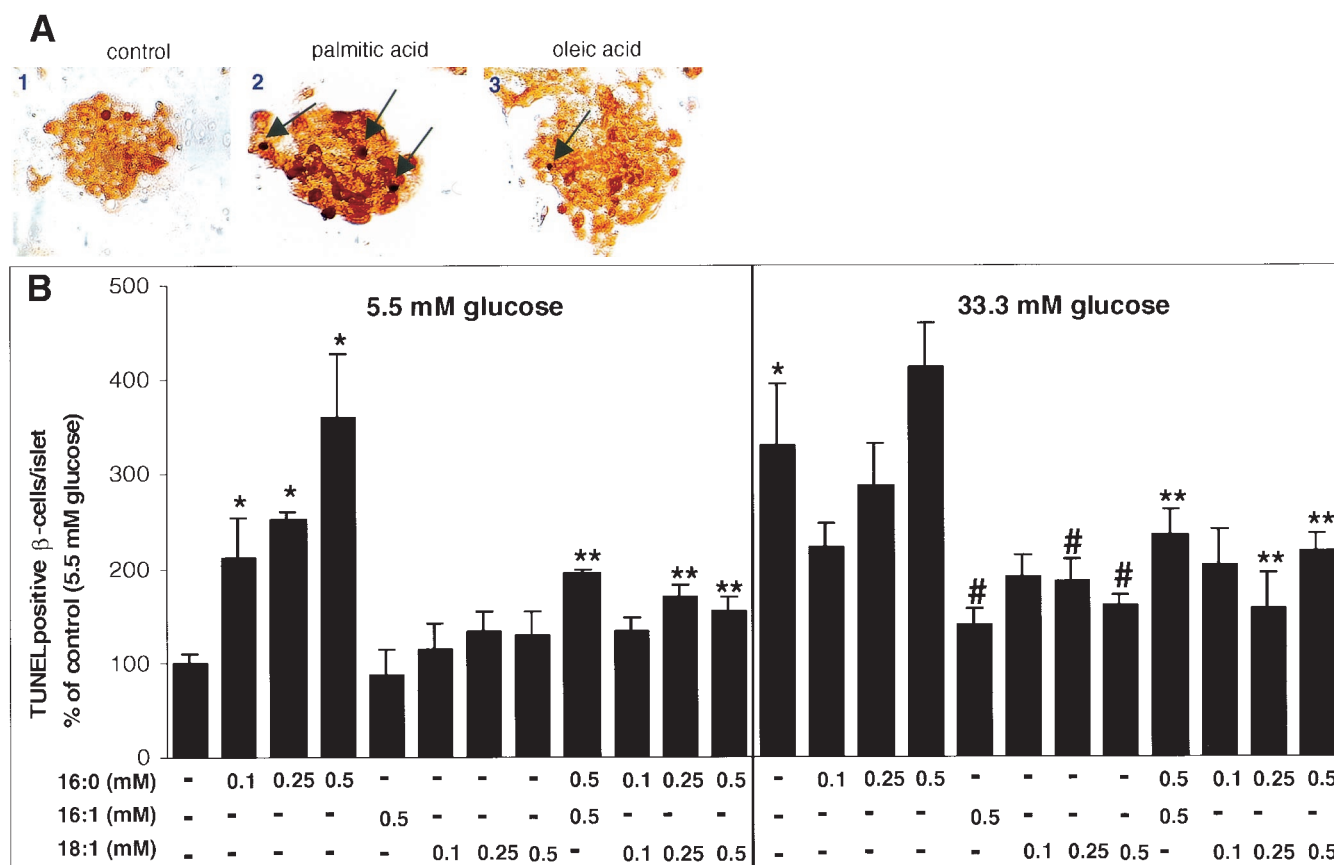 A
control palmitic acid oleic acid
1 2 3
B
5.5 mM glucose 33.3 mM glucose
TUNELpositive β-cells/islet
% of control (5.5 mM glucose)
500
400
300
200
100
0
* * * ** ** ** * # # # ** ** **
16:0 (mM) - 0.1 0.25 0.5 - - - - 0.5 0.1 0.25 0.5 - 0.1 0.25 0.5 - - - - 0.5 0.1 0.25 0.5
16:1 (mM) - - - - 0.5 - - - 0.5 - - - - - - - 0.5 - - - 0.5 - - -
18:1 (mM) - - - - - 0.1 0.25 0.5 - 0.1 0.25 0.5 - - - - - 0.1 0.25 0.5 - 0.1 0.25 0.5